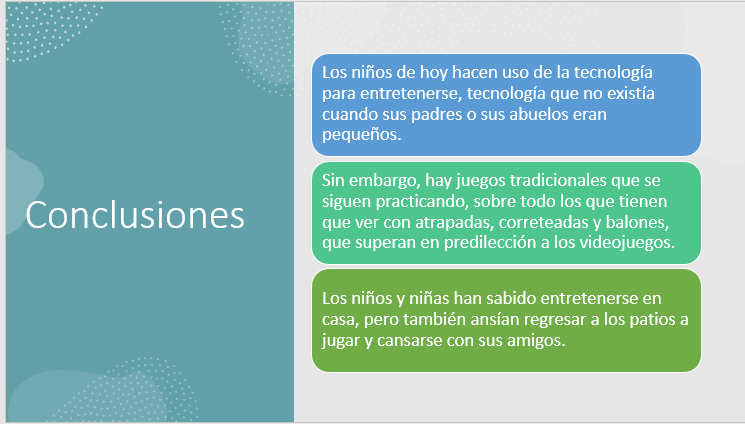 Conclusiones
Los niños de hoy hacen uso de la tecnología
para entretenerse, tecnología que no existía
cuando sus padres o sus abuelos eran
pequeños.
Sin embargo, hay juegos tradicionales que se
siguen practicando, sobre todo los que tienen
que ver con atrapadas, correteadas y balones,
que superan en predilección a los videojuegos.
Los niños y niñas han sabido entretenerse en
casa, pero también ansían regresar a los patios a
jugar y cansarse con sus amigos.